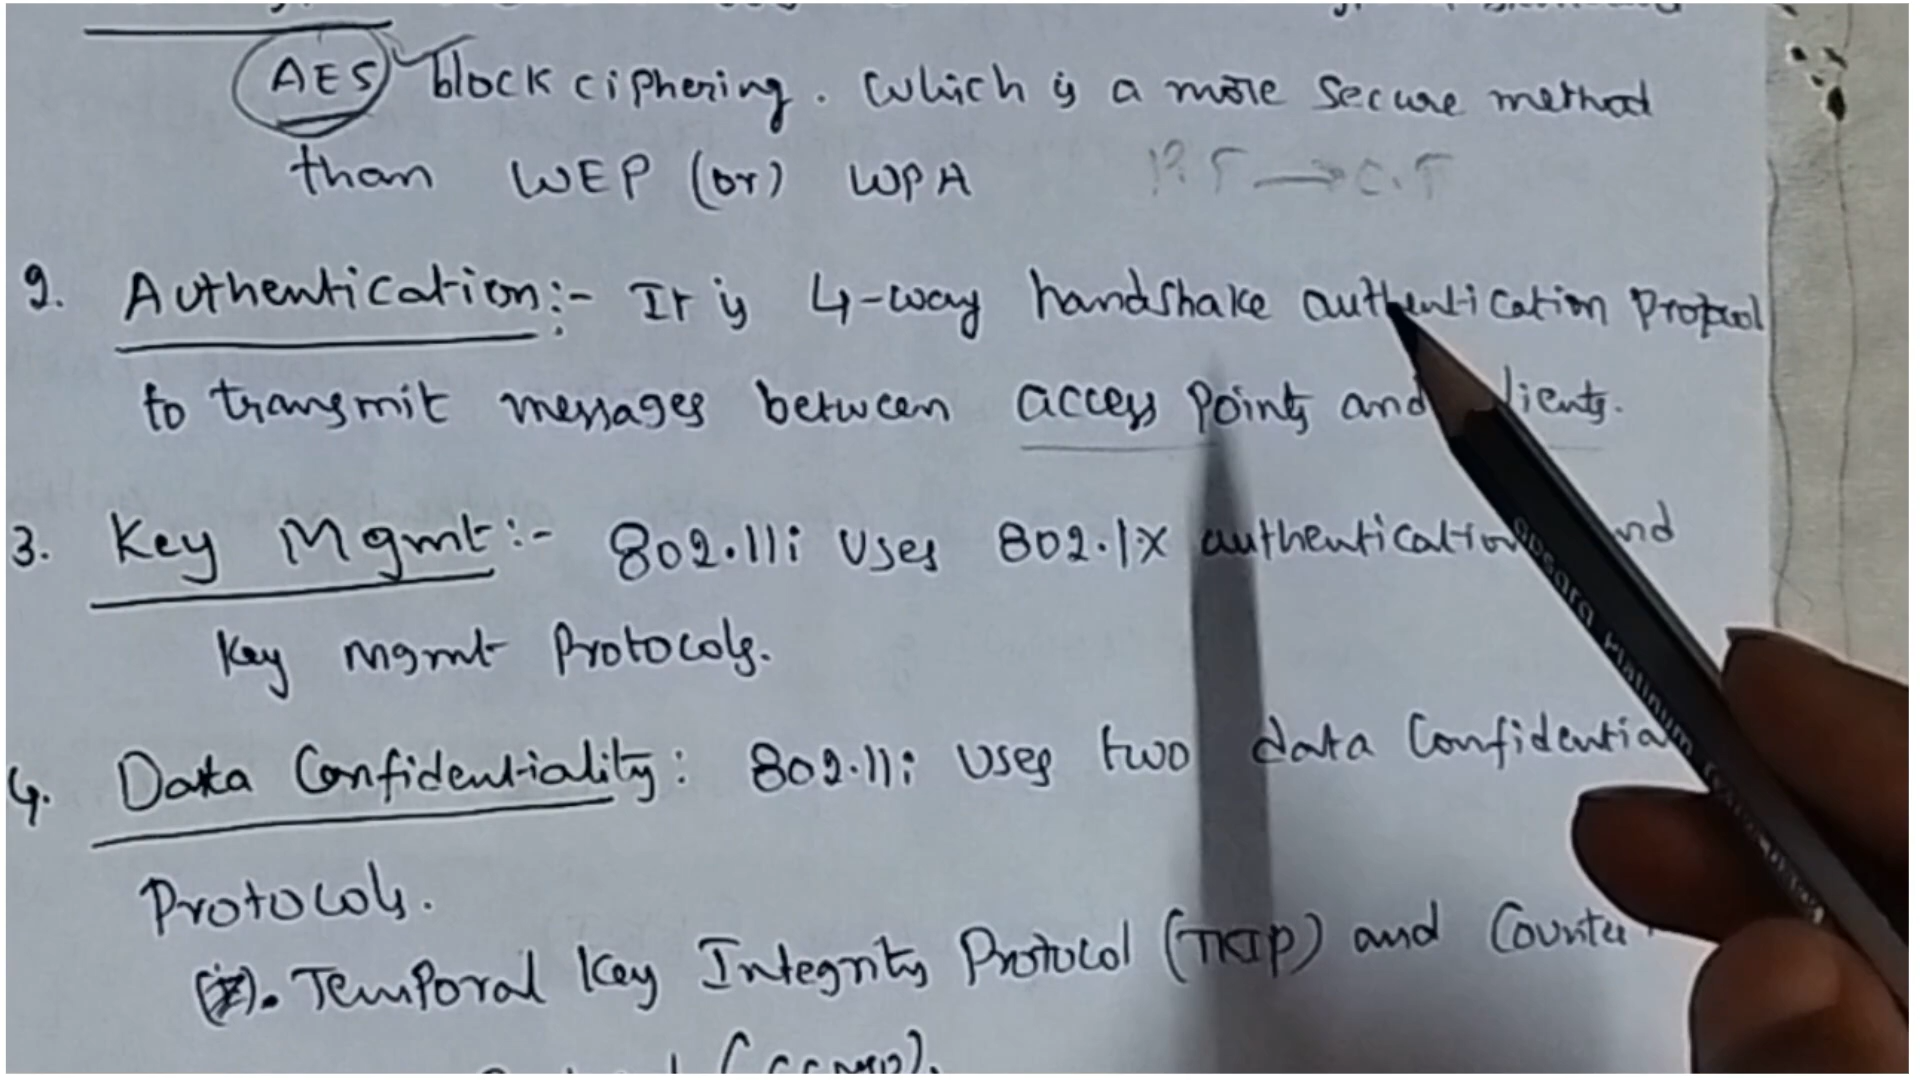 AES block ciphering. Which is a more secure method
than WEP (or) WPA
P.T → C.T
2. Authentication:- It is 4-way handshake authentication Protocol
to transmit messages between access points and clients.
3. Key Mgmt:- 802.11i uses 802.1X authentication and
Key mgmt Protocols.
4. Data Confidentiality: 802.11i uses two data Confidential
Protocols.
(i). Temporal Key Integrity Protocol (TKIP) and Counter
(CCMP).
apsara Platinum